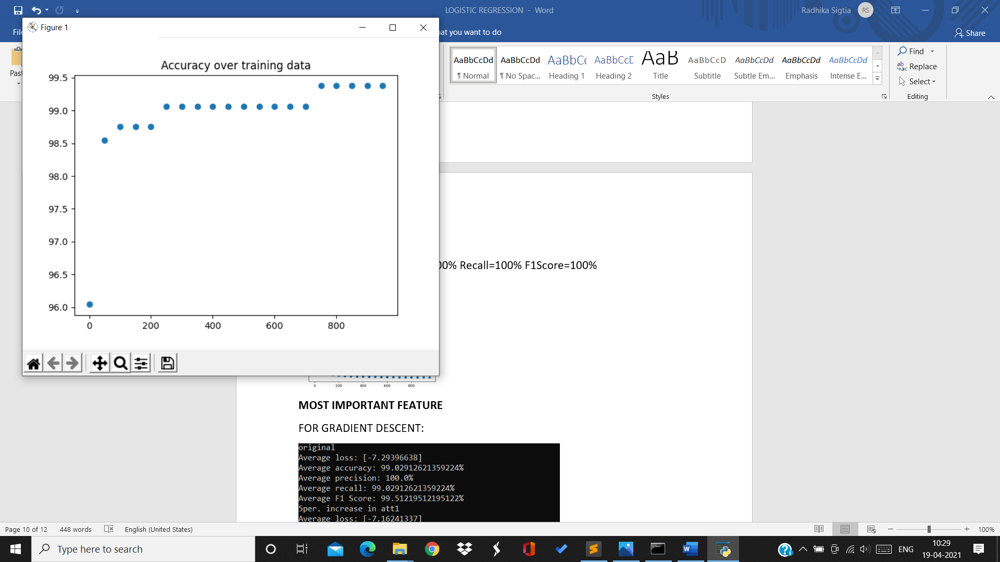 LOGISTIC REGRESSION - Word
Radhika Sigtia
RS
Figure 1
hat you want to do
Share
Past
AaBbCcDd
¶ Normal
AaBbCcDd
¶ No Spac...
AaBbCc
Heading 1
AaBbCcD
Heading 2
AaB
Title
AaBbCcD
Subtitle
AaBbCcDd
Subtle Em...
AaBbCcDd
Emphasis
AaBbCcDd
Intense E...
Styles
Find
Replace
Select
Editing
Accuracy over training data
99.5
99.0
98.5
98.0
97.5
97.0
96.5
96.0
0 200 400 600 800
00% Recall=100% F1Score=100%
0 200 400 600 800
MOST IMPORTANT FEATURE
FOR GRADIENT DESCENT:
original
Average loss: [-7.29396638]
Average accuracy: 99.02912621359224%
Average precision: 100.0%
Average recall: 99.02912621359224%
Average F1 Score: 99.51219512195122%
5per. increase in att1
Average loss: [-7.16241337]
Page 10 of 12 448 words English (United States)
100%
Type here to search
ENG
10:29
19-04-2021